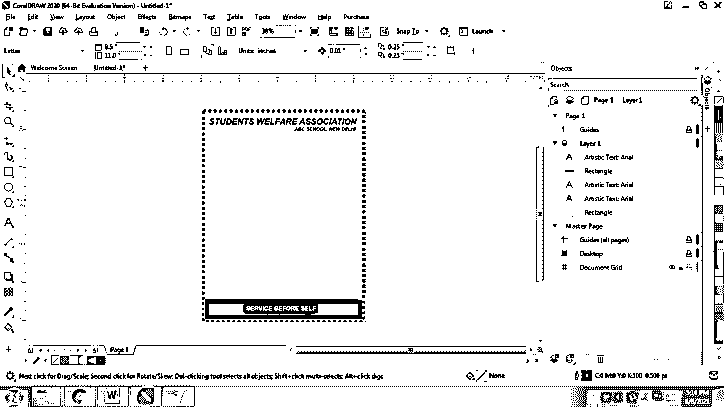 CorelDRAW 2020 (64-Bit Evaluation Version) - Untitled-1*
File Edit View Layout Object Effects Bitmaps Text Table Tools Window Help Purchase
38% Snap To Launch
Letter 8.5" 11.0" Units: inches 0.01" 0.25" 0.25"
Welcome Screen Untitled-1*
Objects
Search
Page 1 Layer 1
Page 1
Guides
Layer 1
Artistic Text: Arial
Rectangle
Artistic Text: Arial
Artistic Text: Arial
Rectangle
Master Page
Guides (all pages)
Desktop
Document Grid
Objects
STUDENTS WELFARE ASSOCIATION
ABC SCHOOL NEW DELHI
SERVICE BEFORE SELF
Page 1
Next click for Drag/Scale; Second click for Rotate/Skew; Dbl-clicking tool selects all objects; Shift+click multi-selects; Alt+click digs
None
C:0 M:0 Y:0 K:100 0.500 pt